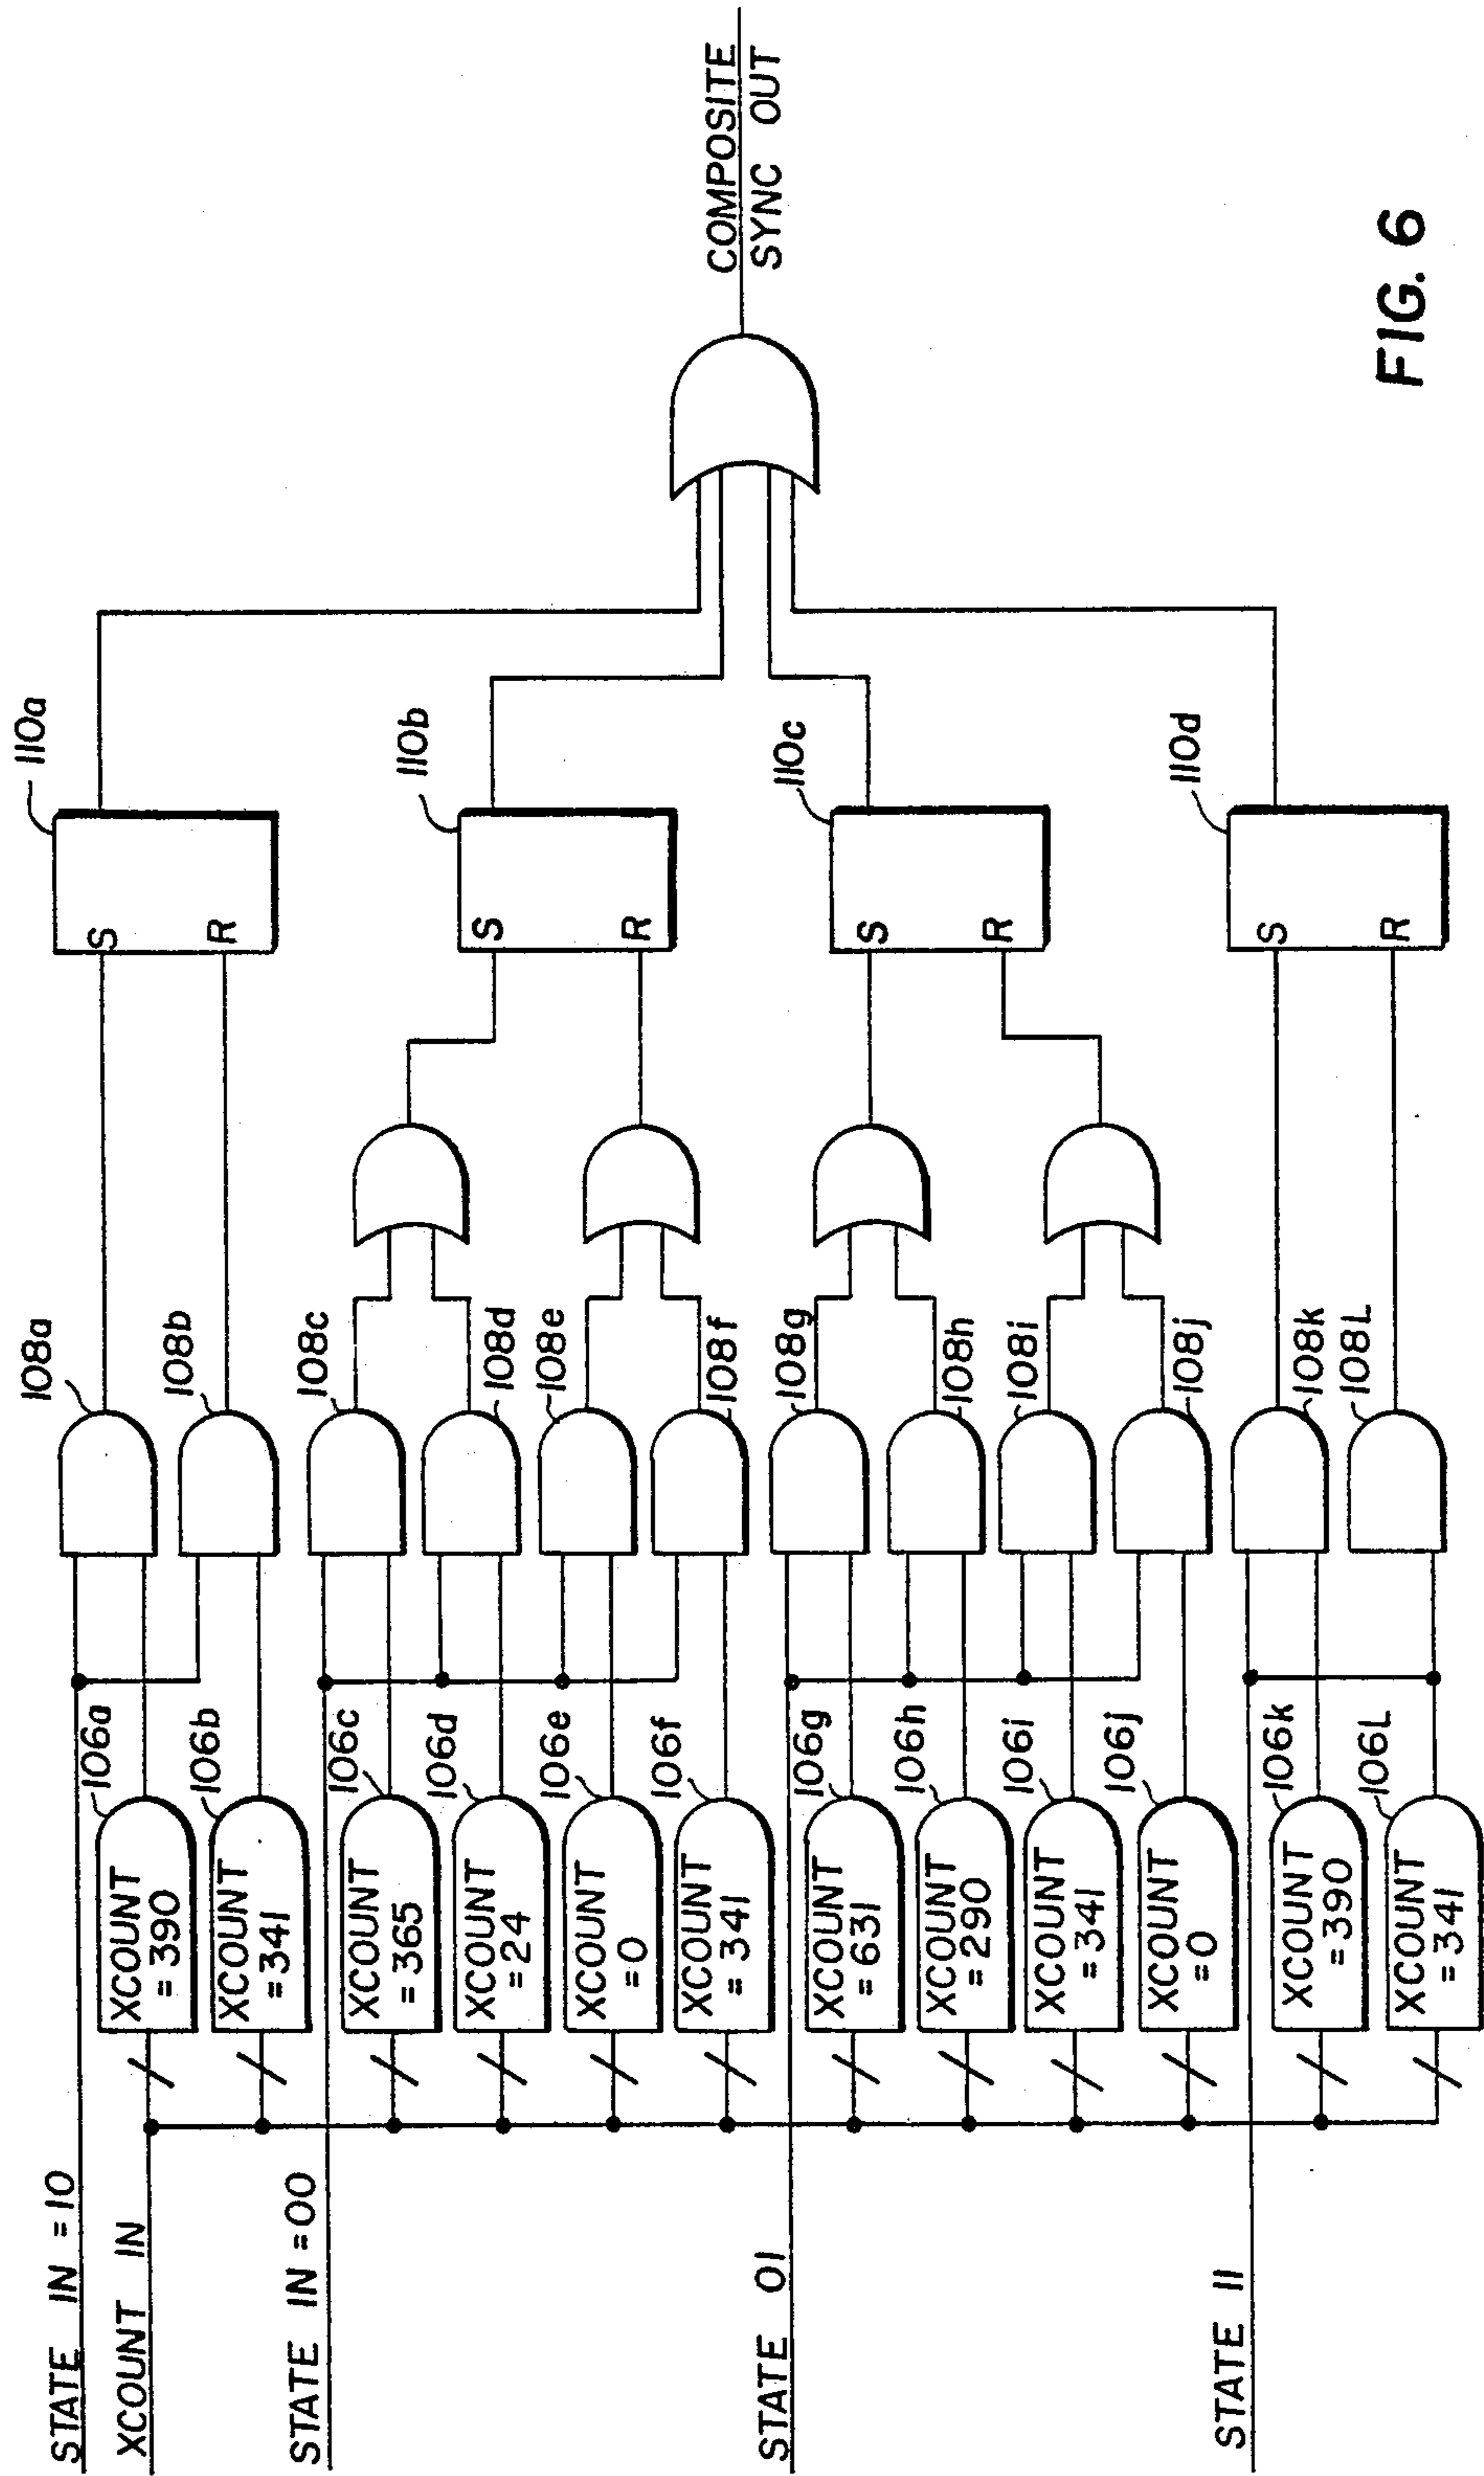 STATE IN = 10
XCOUNT IN
STATE IN = 00
STATE 01
STATE 11
XCOUNT
= 390
106a
XCOUNT
= 341
106b
XCOUNT
= 365
106c
XCOUNT
= 24
106d
XCOUNT
= 0
106e
XCOUNT
= 341
106f
XCOUNT
= 631
106g
XCOUNT
= 290
106h
XCOUNT
= 341
106i
XCOUNT
= 0
106j
XCOUNT
= 390
106k
XCOUNT
= 341
106L
108a
108b
108c
108d
108e
108f
108g
108h
108i
108j
108k
108L
S
R
110a
S
R
110b
S
R
110c
S
R
110d
COMPOSITE
SYNC OUT
FIG. 6